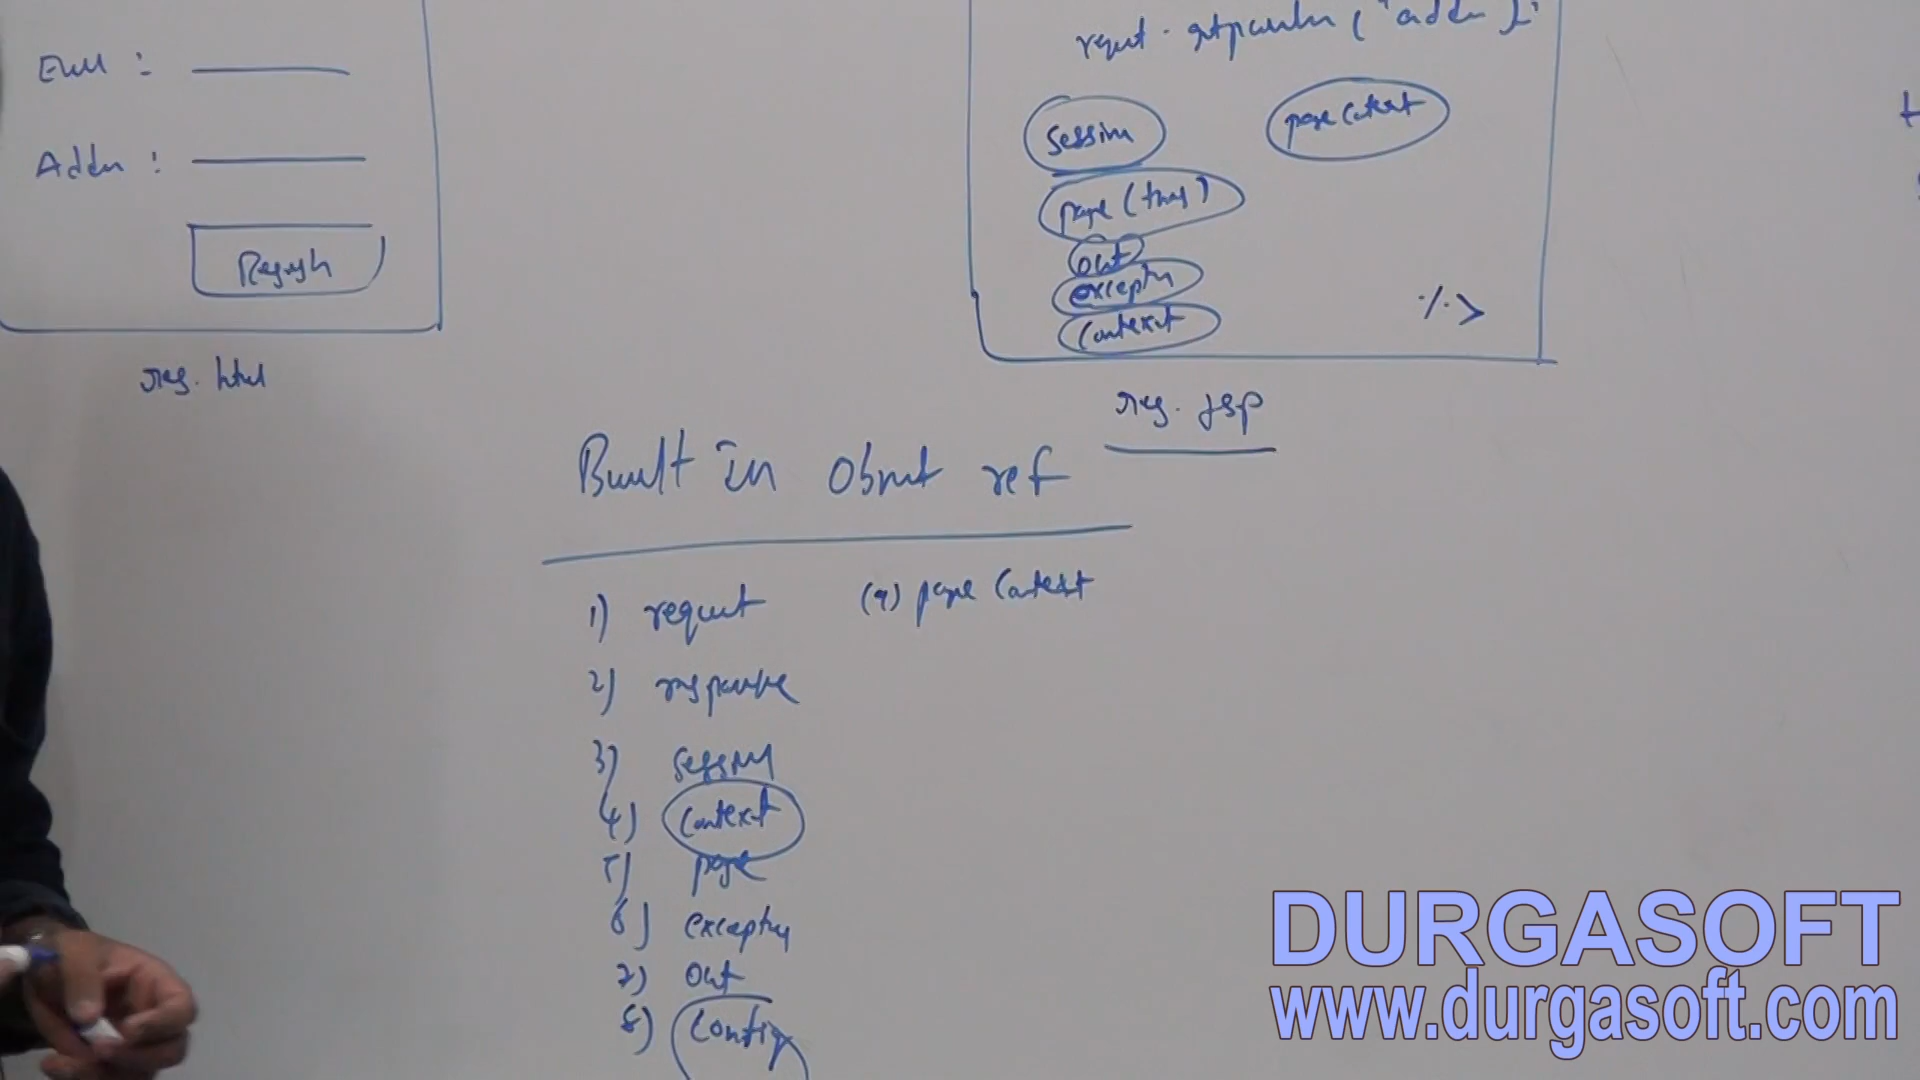 Email :
Addr :
Register
reg. html
request . getParameter ( "addr" );
session
page context
page (this)
out
exception
context
%>
reg. jsp
Built in Object ref
1) request
(9) page context
2) response
3) session
4) context
5) page
6) exception
7) out
8) config
DURGASOFT
www.durgasoft.com